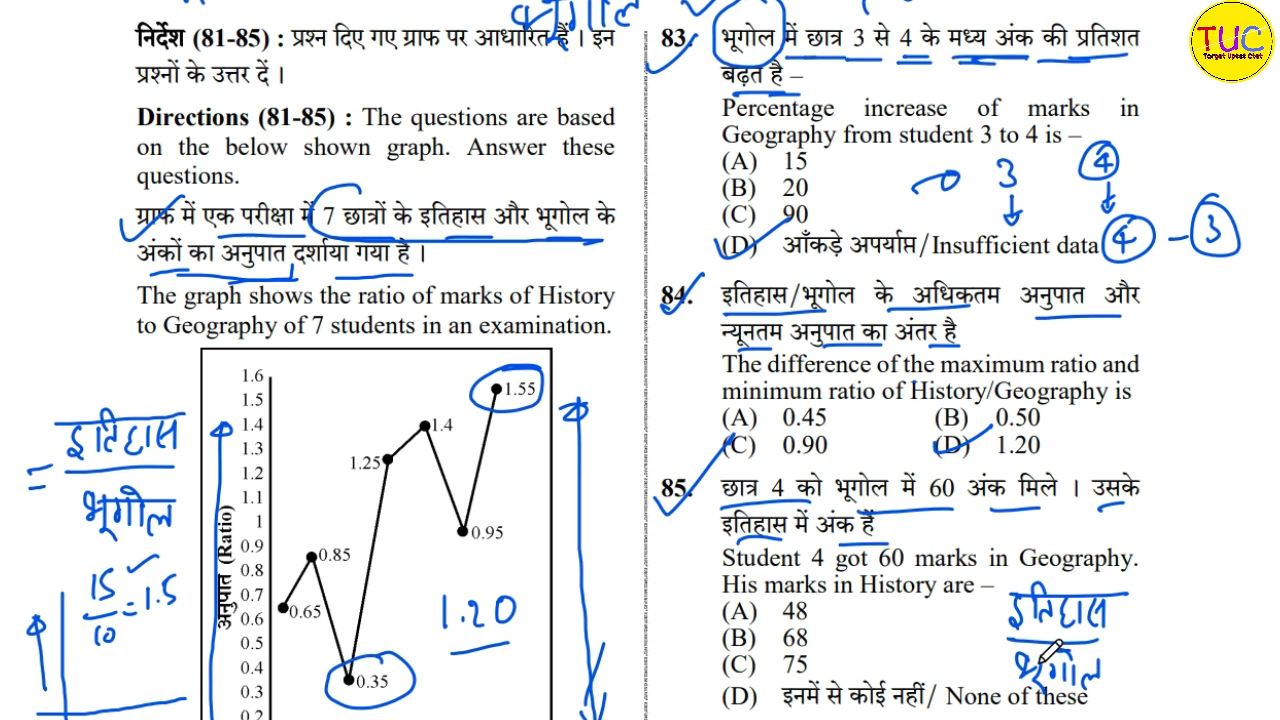 भूगोल
निर्देश (81-85) : प्रश्न दिए गए ग्राफ पर आधारित हैं । इन
प्रश्नों के उत्तर दें ।
Directions (81-85) : The questions are based
on the below shown graph. Answer these
questions.
ग्राफ में एक परीक्षा में 7 छात्रों के इतिहास और भूगोल के
अंकों का अनुपात दर्शाया गया है ।
The graph shows the ratio of marks of History
to Geography of 7 students in an examination.
1.6
1.5
1.4
1.3
1.2
1.1
1
0.9
0.8
0.7
0.6
0.5
0.4
0.3
0.2
अनुपात (Ratio)
0.65
0.85
0.35
1.25
1.4
0.95
1.55
1.20
= इतिहास
भूगोल
15
10
= 1.5
83. भूगोल में छात्र 3 से 4 के मध्य अंक की प्रतिशत
बढ़त है –
Percentage increase of marks in
Geography from student 3 to 4 is –
(A) 15
(B) 20
(C) 90
(D) आँकड़े अपर्याप्त/Insufficient data
3
4
4 - 3
84. इतिहास/भूगोल के अधिकतम अनुपात और
न्यूनतम अनुपात का अंतर है
The difference of the maximum ratio and
minimum ratio of History/Geography is
(A) 0.45 (B) 0.50
(C) 0.90 (D) 1.20
85. छात्र 4 को भूगोल में 60 अंक मिले । उसके
इतिहास में अंक हैं
Student 4 got 60 marks in Geography.
His marks in History are –
(A) 48
(B) 68
(C) 75
(D) इनमें से कोई नहीं/ None of these
इतिहास
भूगोल
TUC
Target Upessc Ctet